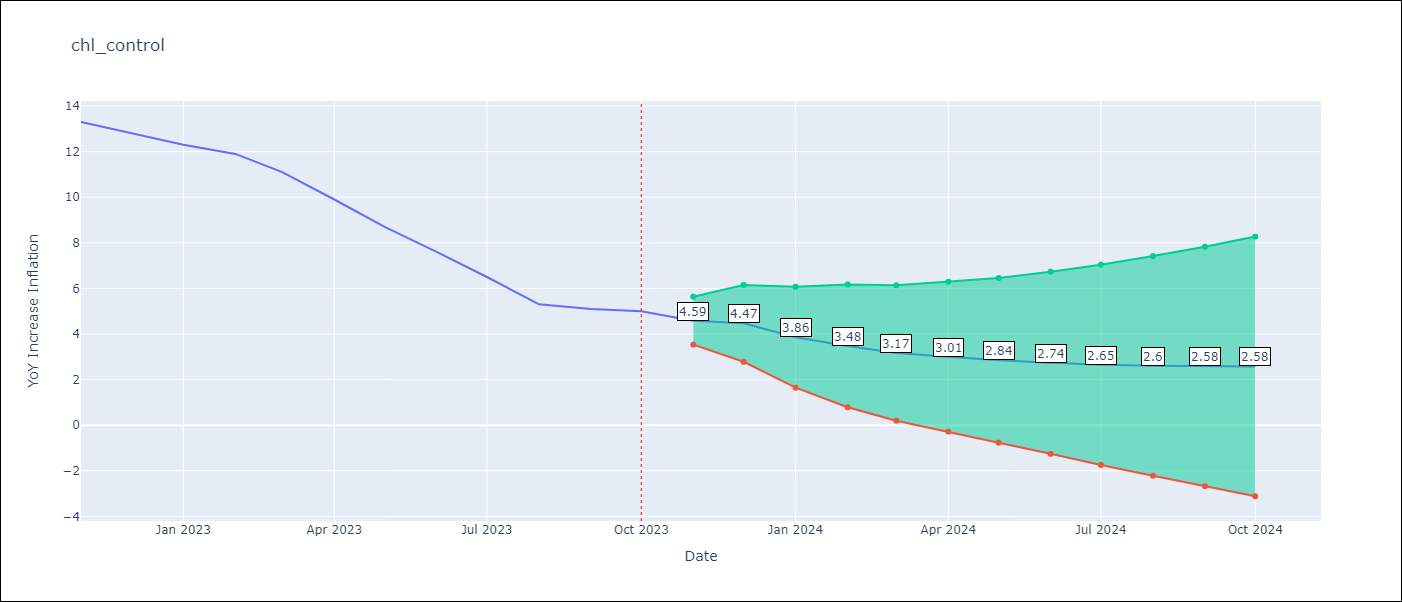 chl_control
YoY Increase Inflation
14
12
10
8
6
4
2
0
−2
−4
4.59
4.47
3.86
3.48
3.17
3.01
2.84
2.74
2.65
2.6
2.58
2.58
Jan 2023
Apr 2023
Jul 2023
Oct 2023
Jan 2024
Apr 2024
Jul 2024
Oct 2024
Date